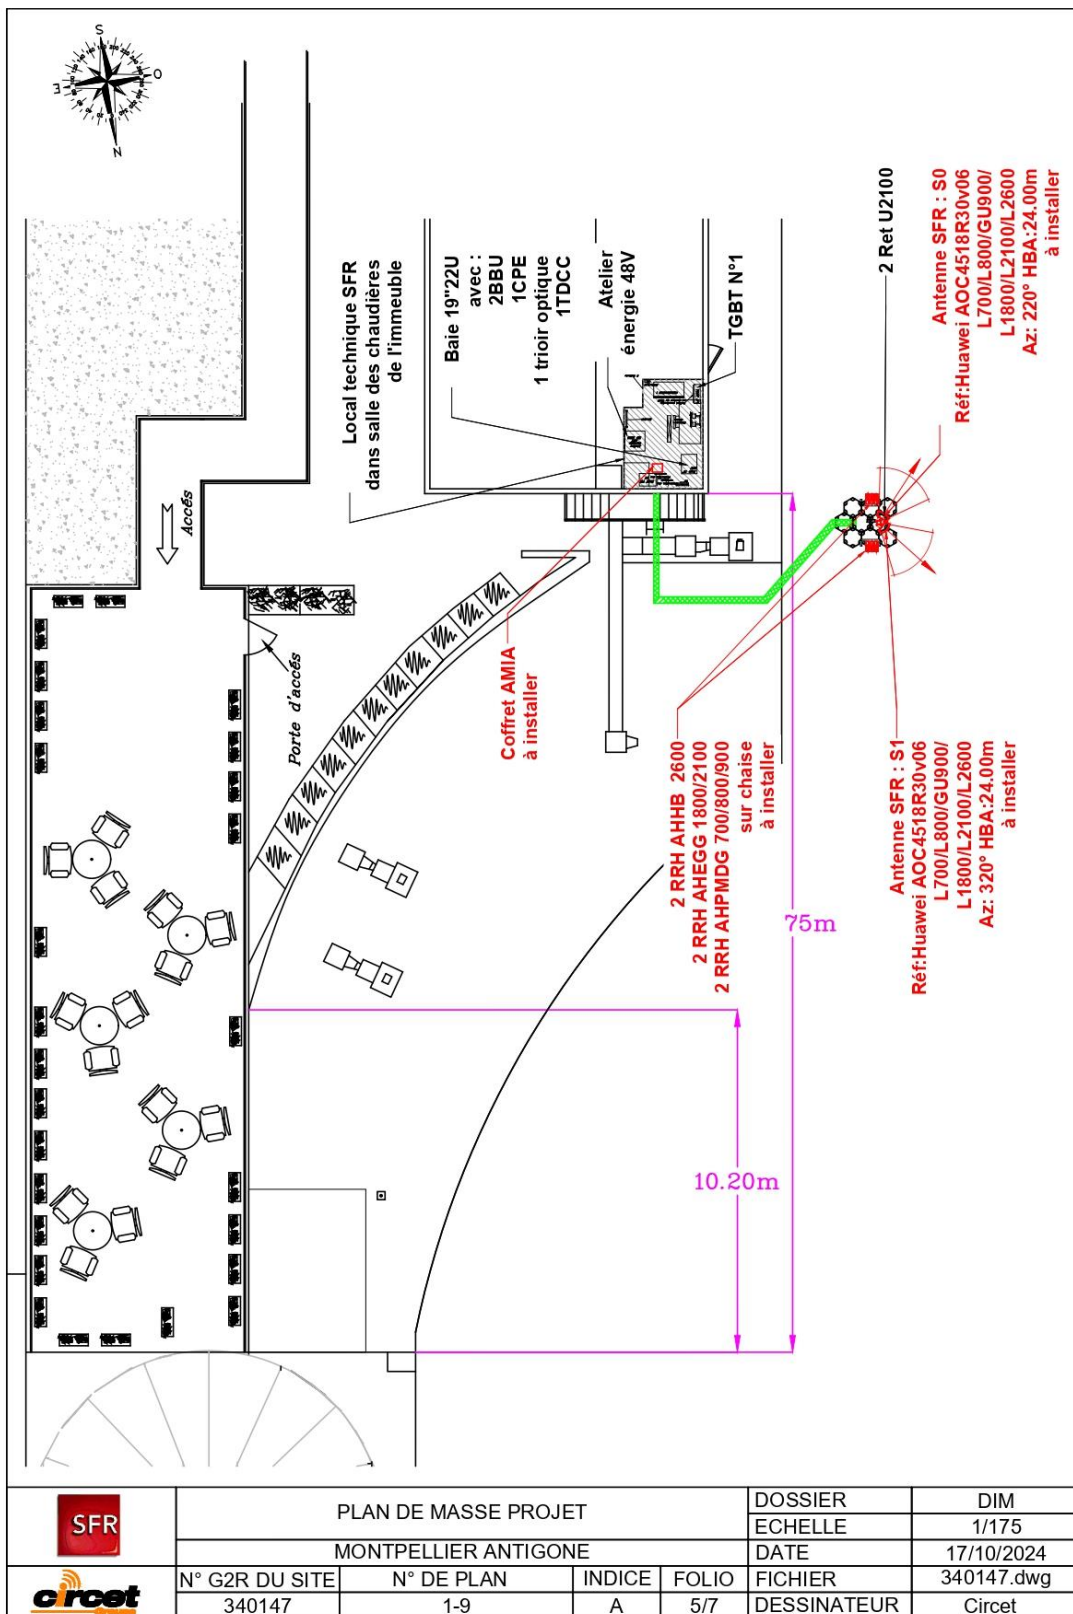 S
O
E
N
Accés
Porte d'accés
Local technique SFR
dans salle des chaudières
de l'immeuble
Baie 19"22U
avec :
2BBU
1CPE
1 trioir optique
1TDCC
Atelier
énergie 48V
TGBT N°1
2 Ret U2100
Antenne SFR : S0
Réf:Huawei AOC4518R30v06
L700/L800/GU900/
L1800/L2100/L2600
Az: 220° HBA:24.00m
à installer
Coffret AMIA
à installer
2 RRH AHHB 2600
2 RRH AHEGG 1800/2100
2 RRH AHPMDG 700/800/900
sur chaise
à installer
Antenne SFR : S1
Réf:Huawei AOC4518R30v06
L700/L800/GU900/
L1800/L2100/L2600
Az: 320° HBA:24.00m
à installer
75m
10.20m
SFR
circet
PLAN DE MASSE PROJET
MONTPELLIER ANTIGONE
DOSSIER DIM
ECHELLE 1/175
DATE 17/10/2024
N° G2R DU SITE N° DE PLAN INDICE FOLIO FICHIER 340147.dwg
340147 1-9 A 5/7 DESSINATEUR Circet